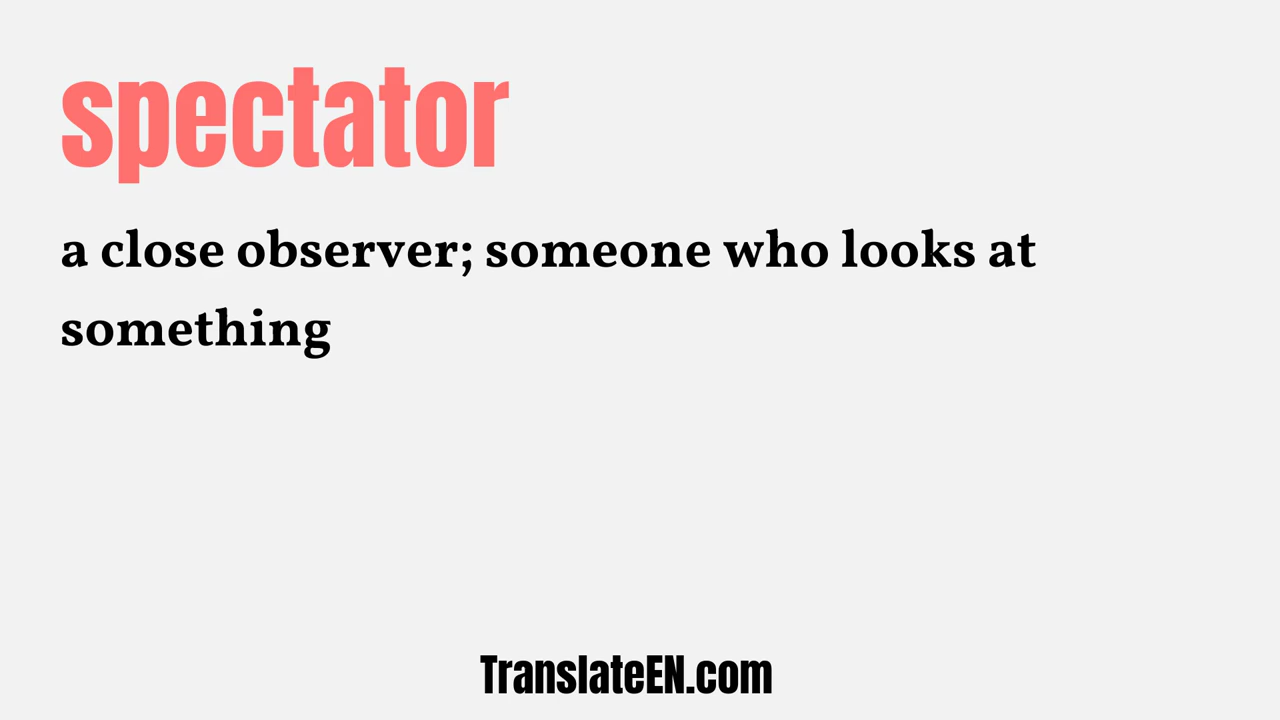 spectator
a close observer; someone who looks at
something
TranslateEN.com